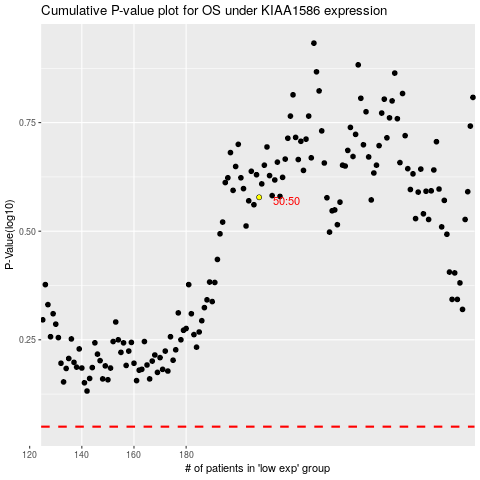 Cumulative P-value plot for OS under KIAA1586 expression
P-Value(log10)
0.75
0.50
0.25
50:50
120 140 160 180
# of patients in 'low exp' group